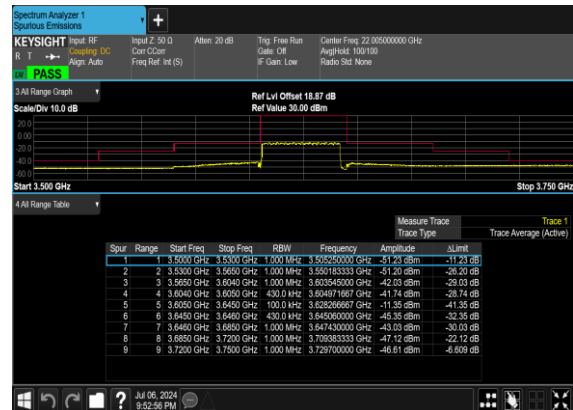 Spectrum Analyzer 1
Spurious Emissions
+
KEYSIGHT Input: RF Input Z: 50 Ω Atten: 20 dB Trig: Free Run Center Freq: 22.005000000 GHz
R T Coupling: DC Corr CCorr Gate: Off Avg|Hold: 100/100
Align: Auto Freq Ref: Int (S) IF Gain: Low Radio Std: None
PASS
3 All Range Graph
Ref Lvl Offset 18.87 dB
Scale/Div 10.0 dB Ref Value 30.00 dBm
20.0
0.00
-20.0
-40.0
-60.0
Start 3.500 GHz Stop 3.750 GHz
4 All Range Table
Measure Trace Trace 1
Trace Type Trace Average (Active)
Spur Range Start Freq Stop Freq RBW Frequency Amplitude ΔLimit
1 1 3.5000 GHz 3.5300 GHz 1.000 MHz 3.505250000 GHz -51.23 dBm -11.23 dB
2 2 3.5300 GHz 3.5650 GHz 1.000 MHz 3.550183333 GHz -51.20 dBm -26.20 dB
3 3 3.5650 GHz 3.6040 GHz 1.000 MHz 3.603545000 GHz -42.03 dBm -29.03 dB
4 4 3.6040 GHz 3.6050 GHz 430.0 kHz 3.604971667 GHz -41.74 dBm -28.74 dB
5 5 3.6050 GHz 3.6450 GHz 100.0 kHz 3.628266667 GHz -11.35 dBm -41.35 dB
6 6 3.6450 GHz 3.6460 GHz 430.0 kHz 3.645060000 GHz -45.35 dBm -32.35 dB
7 7 3.6460 GHz 3.6850 GHz 1.000 MHz 3.647430000 GHz -43.03 dBm -30.03 dB
8 8 3.6850 GHz 3.7200 GHz 1.000 MHz 3.709383333 GHz -47.12 dBm -22.12 dB
9 9 3.7200 GHz 3.7500 GHz 1.000 MHz 3.729700000 GHz -46.61 dBm -6.609 dB
? Jul 06, 2024
9:52:56 PM